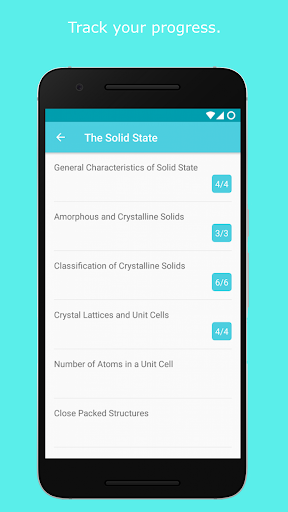 Track your progress.
The Solid State
General Characteristics of Solid State
4/4
Amorphous and Crystalline Solids
3/3
Classification of Crystalline Solids
6/6
Crystal Lattices and Unit Cells
4/4
Number of Atoms in a Unit Cell
Close Packed Structures